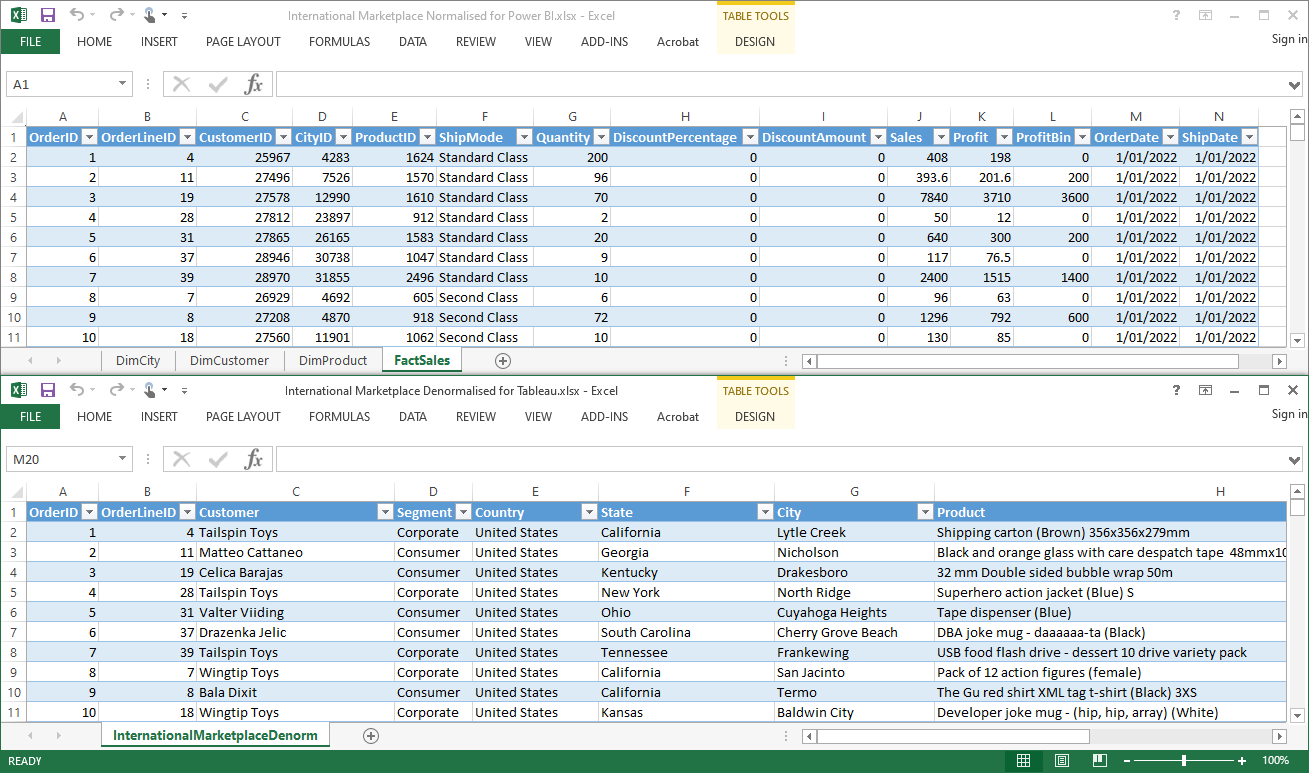 International Marketplace Normalised for Power BI.xlsx - Excel
TABLE TOOLS
?
FILE HOME INSERT PAGE LAYOUT FORMULAS DATA REVIEW VIEW ADD-INS Acrobat DESIGN Sign in
A1 fx
A B C D E F G H I J K L M N
1 OrderID OrderLineID CustomerID CityID ProductID ShipMode Quantity DiscountPercentage DiscountAmount Sales Profit ProfitBin OrderDate ShipDate
2 1 4 25967 4283 1624 Standard Class 200 0 0 408 198 0 1/01/2022 1/01/2022
3 2 11 27496 7526 1570 Standard Class 96 0 0 393.6 201.6 200 1/01/2022 1/01/2022
4 3 19 27578 12990 1610 Standard Class 70 0 0 7840 3710 3600 1/01/2022 1/01/2022
5 4 28 27812 23897 912 Standard Class 2 0 0 50 12 0 1/01/2022 1/01/2022
6 5 31 27865 26165 1583 Standard Class 20 0 0 640 300 200 1/01/2022 1/01/2022
7 6 37 28946 30738 1047 Standard Class 9 0 0 117 76.5 0 1/01/2022 1/01/2022
8 7 39 28970 31855 2496 Standard Class 10 0 0 2400 1515 1400 1/01/2022 1/01/2022
9 8 7 26929 4692 605 Second Class 6 0 0 96 63 0 1/01/2022 1/01/2022
10 9 8 27208 4870 918 Second Class 72 0 0 1296 792 600 1/01/2022 1/01/2022
11 10 18 27560 11901 1062 Second Class 10 0 0 130 85 0 1/01/2022 1/01/2022
DimCity DimCustomer DimProduct FactSales
International Marketplace Denormalised for Tableau.xlsx - Excel
TABLE TOOLS
?
FILE HOME INSERT PAGE LAYOUT FORMULAS DATA REVIEW VIEW ADD-INS Acrobat DESIGN Sign in
M20 fx
A B C D E F G H
1 OrderID OrderLineID Customer Segment Country State City Product
2 1 4 Tailspin Toys Corporate United States California Lytle Creek Shipping carton (Brown) 356x356x279mm
3 2 11 Matteo Cattaneo Consumer United States Georgia Nicholson Black and orange glass with care despatch tape 48mmx10
4 3 19 Celica Barajas Consumer United States Kentucky Drakesboro 32 mm Double sided bubble wrap 50m
5 4 28 Tailspin Toys Corporate United States New York North Ridge Superhero action jacket (Blue) S
6 5 31 Valter Viiding Consumer United States Ohio Cuyahoga Heights Tape dispenser (Blue)
7 6 37 Drazenka Jelic Consumer United States South Carolina Cherry Grove Beach DBA joke mug - daaaaaa-ta (Black)
8 7 39 Tailspin Toys Corporate United States Tennessee Frankewing USB food flash drive - dessert 10 drive variety pack
9 8 7 Wingtip Toys Corporate United States California San Jacinto Pack of 12 action figures (female)
10 9 8 Bala Dixit Consumer United States California Termo The Gu red shirt XML tag t-shirt (Black) 3XS
11 10 18 Wingtip Toys Corporate United States Kansas Baldwin City Developer joke mug - (hip, hip, array) (White)
InternationalMarketplaceDenorm
READY 100%